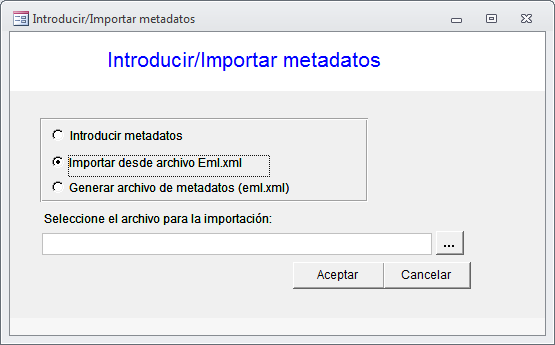 Introducir/Importar metadatos
Introducir/Importar metadatos
Introducir metadatos
Importar desde archivo Eml.xml
Generar archivo de metadatos (eml.xml)
Seleccione el archivo para la importación:
...
Aceptar Cancelar